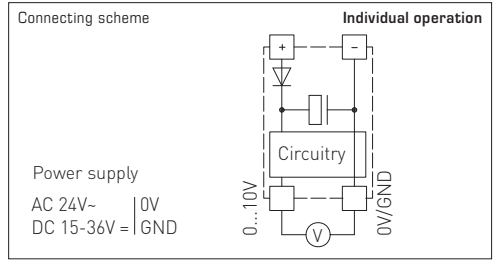 Connecting scheme
Individual operation
+ −
Circuitry
Power supply
AC 24V~ 0V
DC 15-36V = GND
0...10V
0V/GND
V